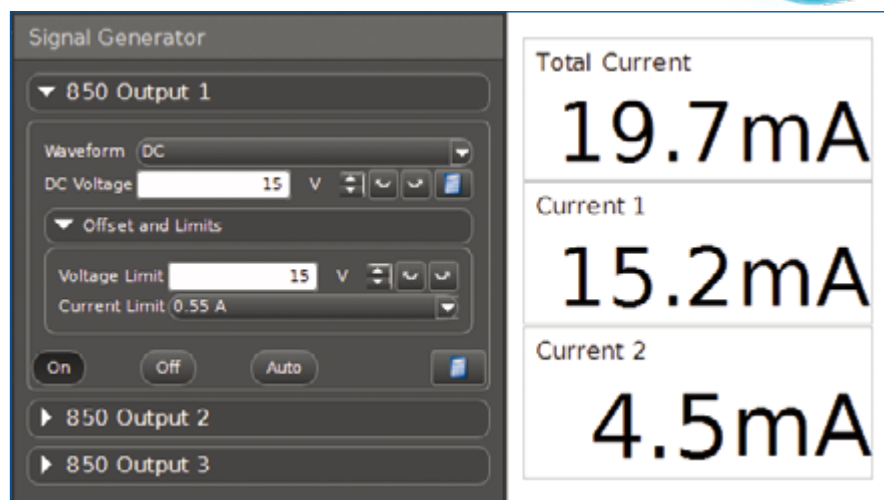 Signal Generator
850 Output 1
Waveform DC
DC Voltage 15 V
Offset and Limits
Voltage Limit 15 V
Current Limit 0.55 A
On Off Auto
850 Output 2
850 Output 3
Total Current
19.7mA
Current 1
15.2mA
Current 2
4.5mA